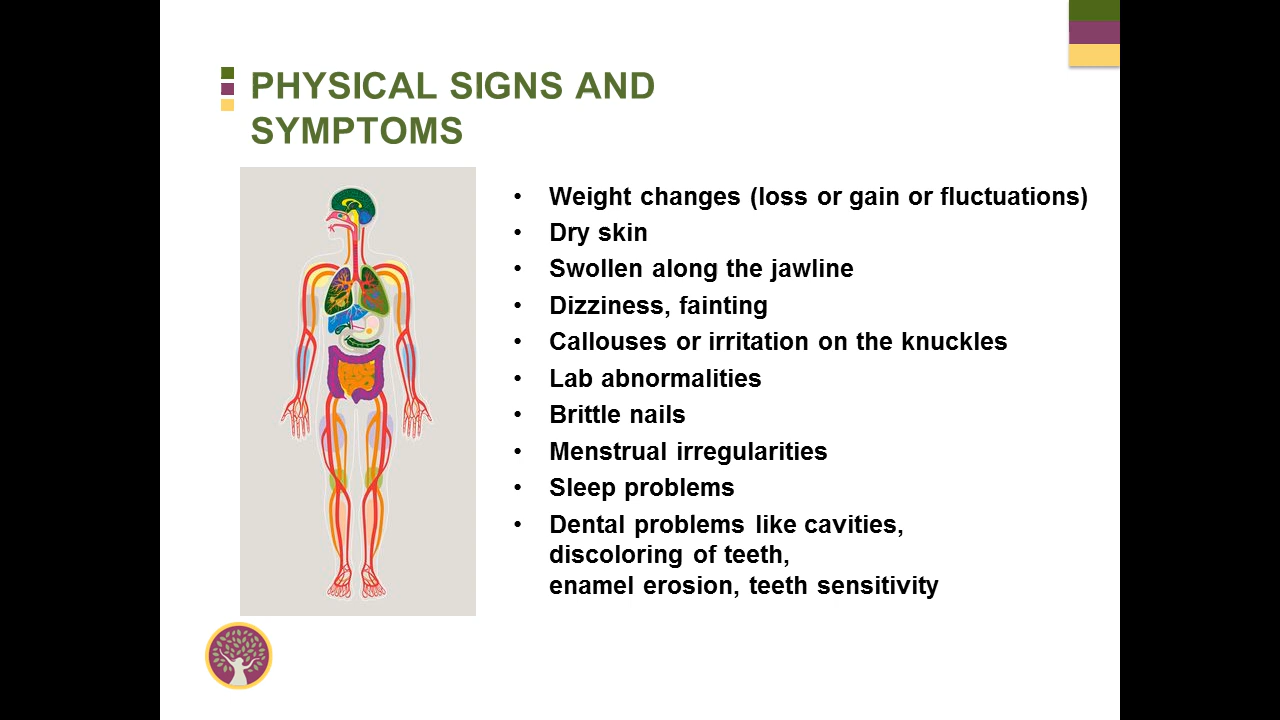 PHYSICAL SIGNS AND
SYMPTOMS
• Weight changes (loss or gain or fluctuations)
• Dry skin
• Swollen along the jawline
• Dizziness, fainting
• Callouses or irritation on the knuckles
• Lab abnormalities
• Brittle nails
• Menstrual irregularities
• Sleep problems
• Dental problems like cavities,
discoloring of teeth,
enamel erosion, teeth sensitivity